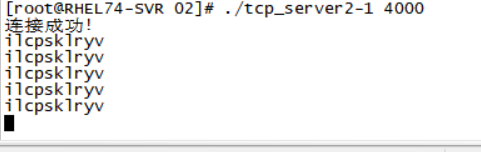 [root@RHEL74-SVR 02]# ./tcp_server2-1 4000
连接成功!
ilcpsklryv
ilcpsklryv
ilcpsklryv
ilcpsklryv
ilcpsklryv